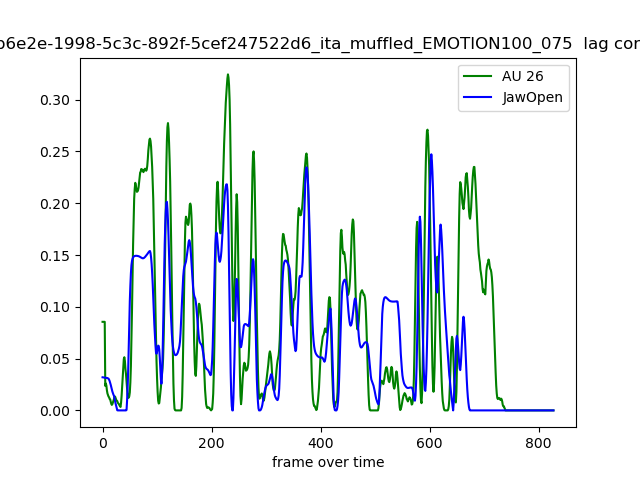 b6e2e-1998-5c3c-892f-5cef247522d6_ita_muffled_EMOTION100_075 lag cor
AU 26
JawOpen
0.30
0.25
0.20
0.15
0.10
0.05
0.00
0 200 400 600 800
frame over time